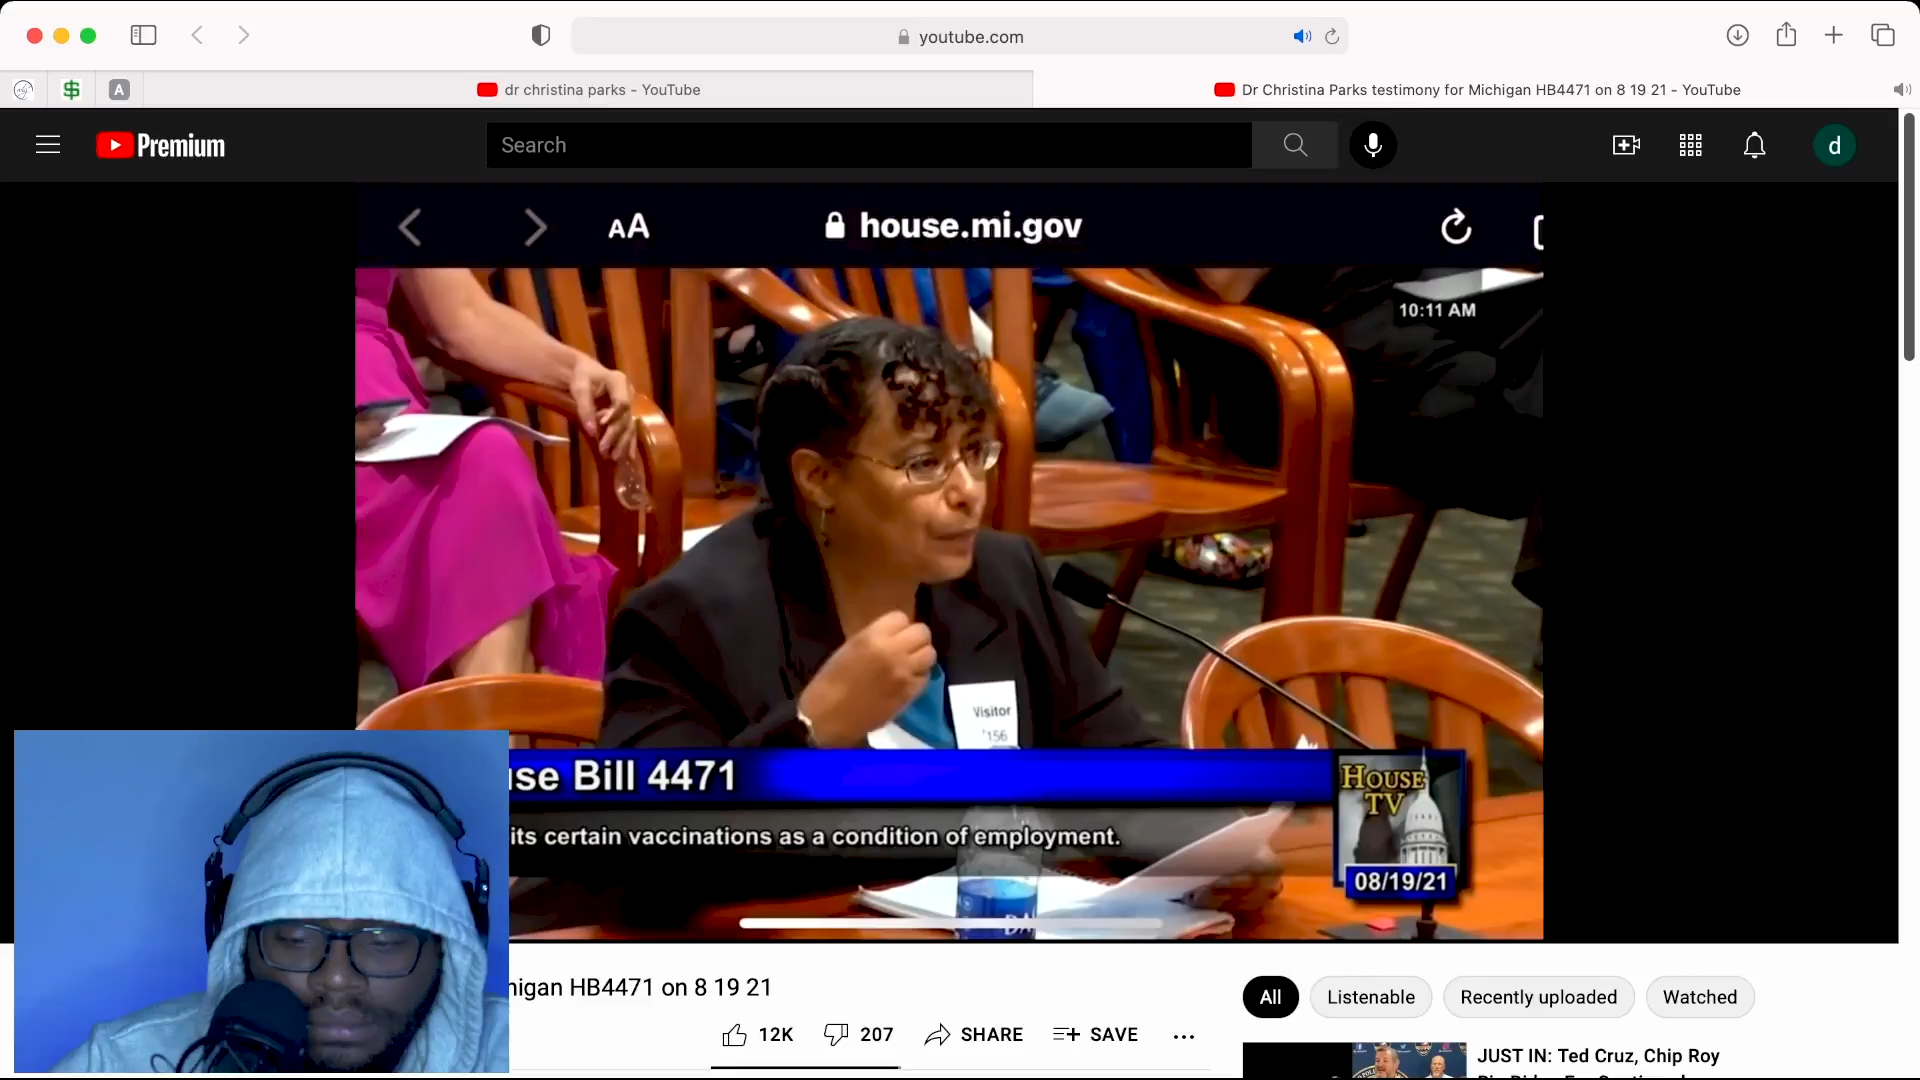 youtube.com
A
dr christina parks - YouTube
Dr Christina Parks testimony for Michigan HB4471 on 8 19 21 - YouTube
Premium
Search
d
AA
house.mi.gov
10:11 AM
Visitor
156
se Bill 4471
its certain vaccinations as a condition of employment.
HOUSE
TV
08/19/21
DA
higan HB4471 on 8 19 21
12K
207
SHARE
SAVE
All
Listenable
Recently uploaded
Watched
JUST IN: Ted Cruz, Chip Roy